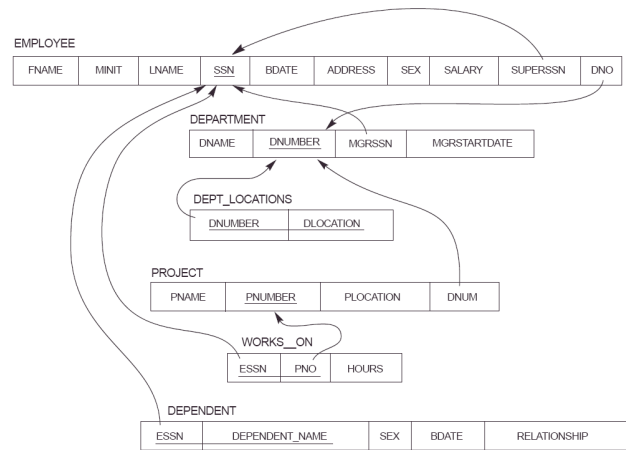 EMPLOYEE
FNAME MINIT LNAME SSN BDATE ADDRESS SEX SALARY SUPERSSN DNO
DEPARTMENT
DNAME DNUMBER MGRSSN MGRSTARTDATE
DEPT_LOCATIONS
DNUMBER DLOCATION
PROJECT
PNAME PNUMBER PLOCATION DNUM
WORKS__ON
ESSN PNO HOURS
DEPENDENT
ESSN DEPENDENT_NAME SEX BDATE RELATIONSHIP